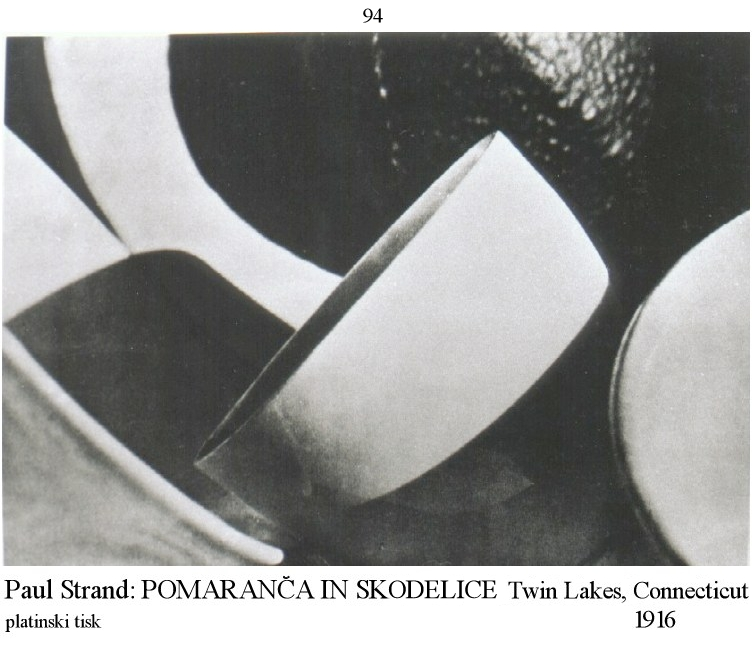 94
Paul Strand: POMARANČA IN SKODELICE Twin Lakes, Connecticut
platinski tisk 1916